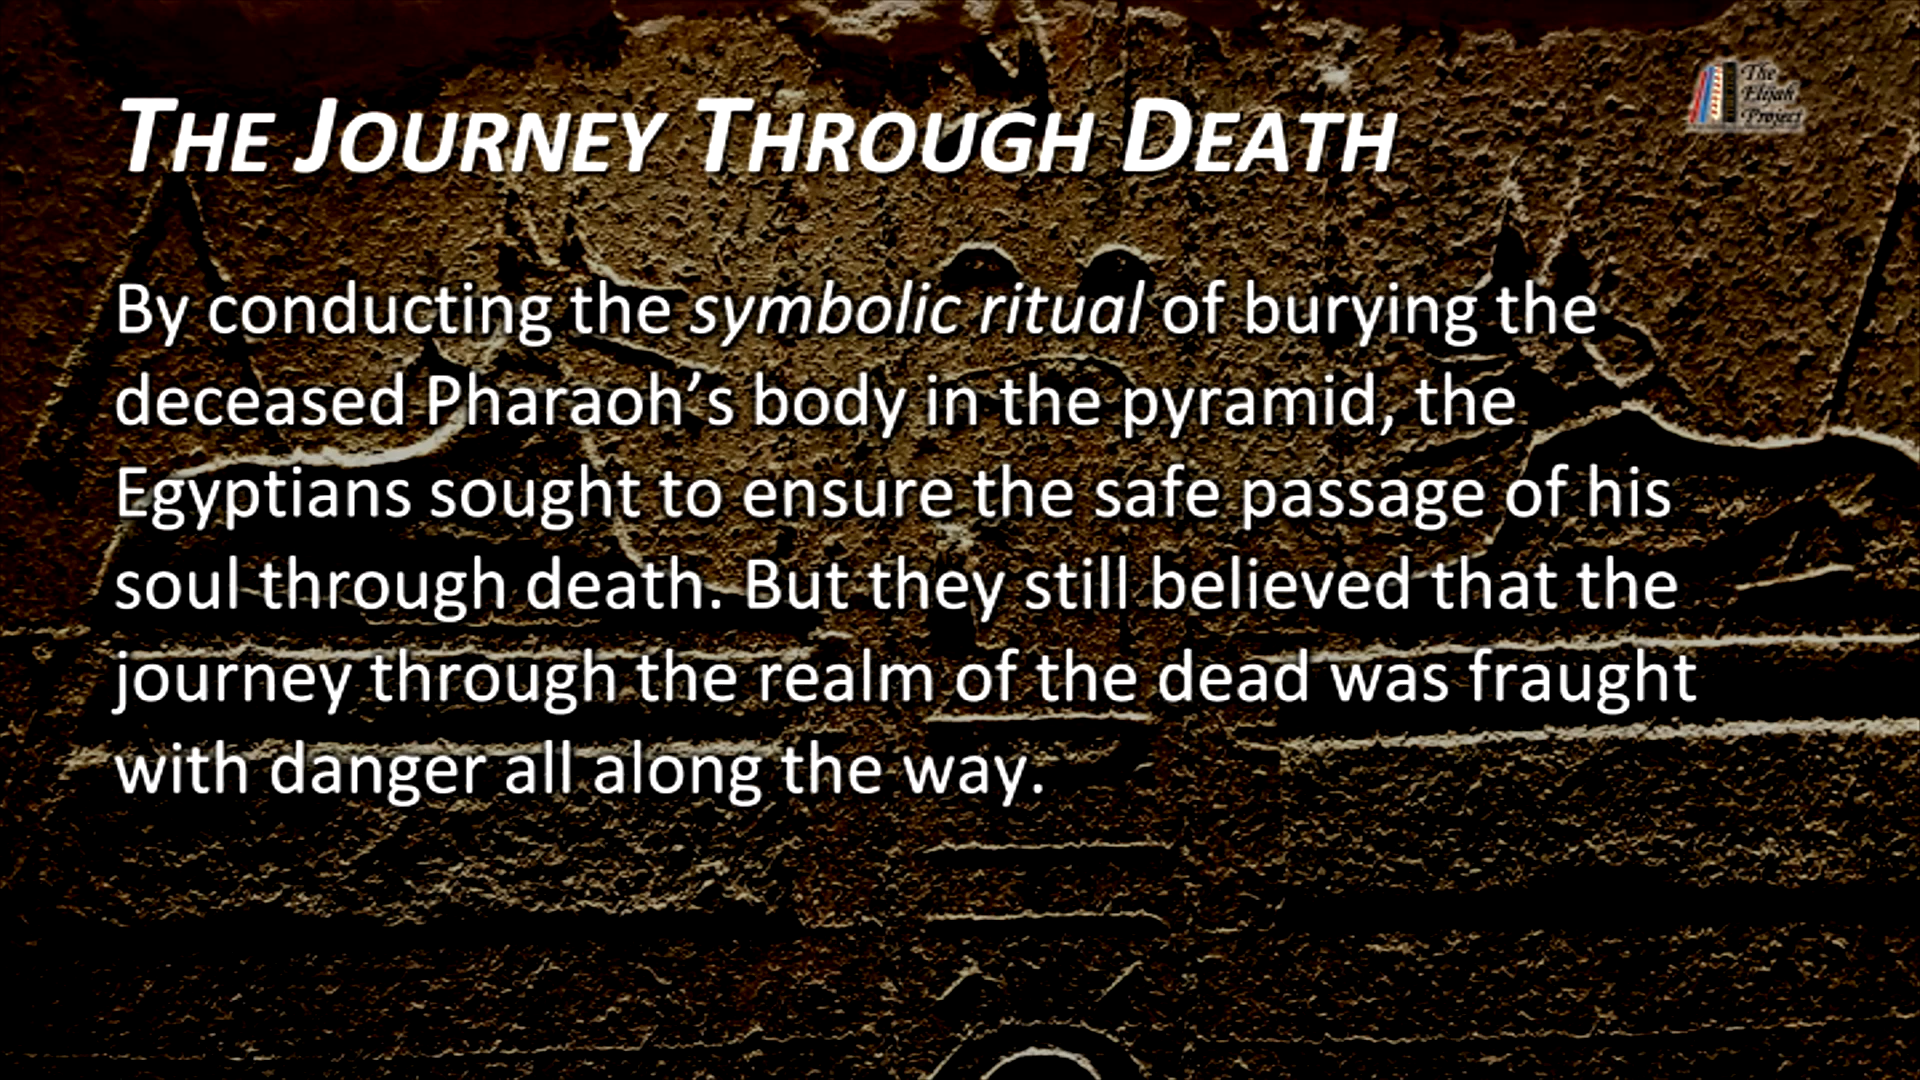 THE JOURNEY THROUGH DEATH
The
Elijah
Project
By conducting the symbolic ritual of burying the
deceased Pharaoh’s body in the pyramid, the
Egyptians sought to ensure the safe passage of his
soul through death. But they still believed that the
journey through the realm of the dead was fraught
with danger all along the way.